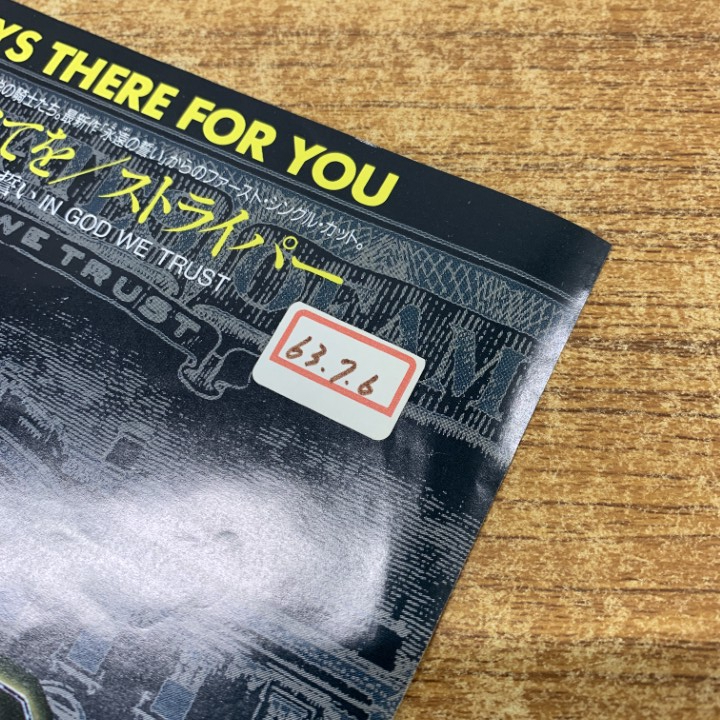 YS THERE FOR YOU
の騎士たち。最新作 永遠の誓い からのファースト・シングル・カット。
てを/ストライパー
誓い IN GOD WE TRUST
WE TRUST
OF AM
63.7.6